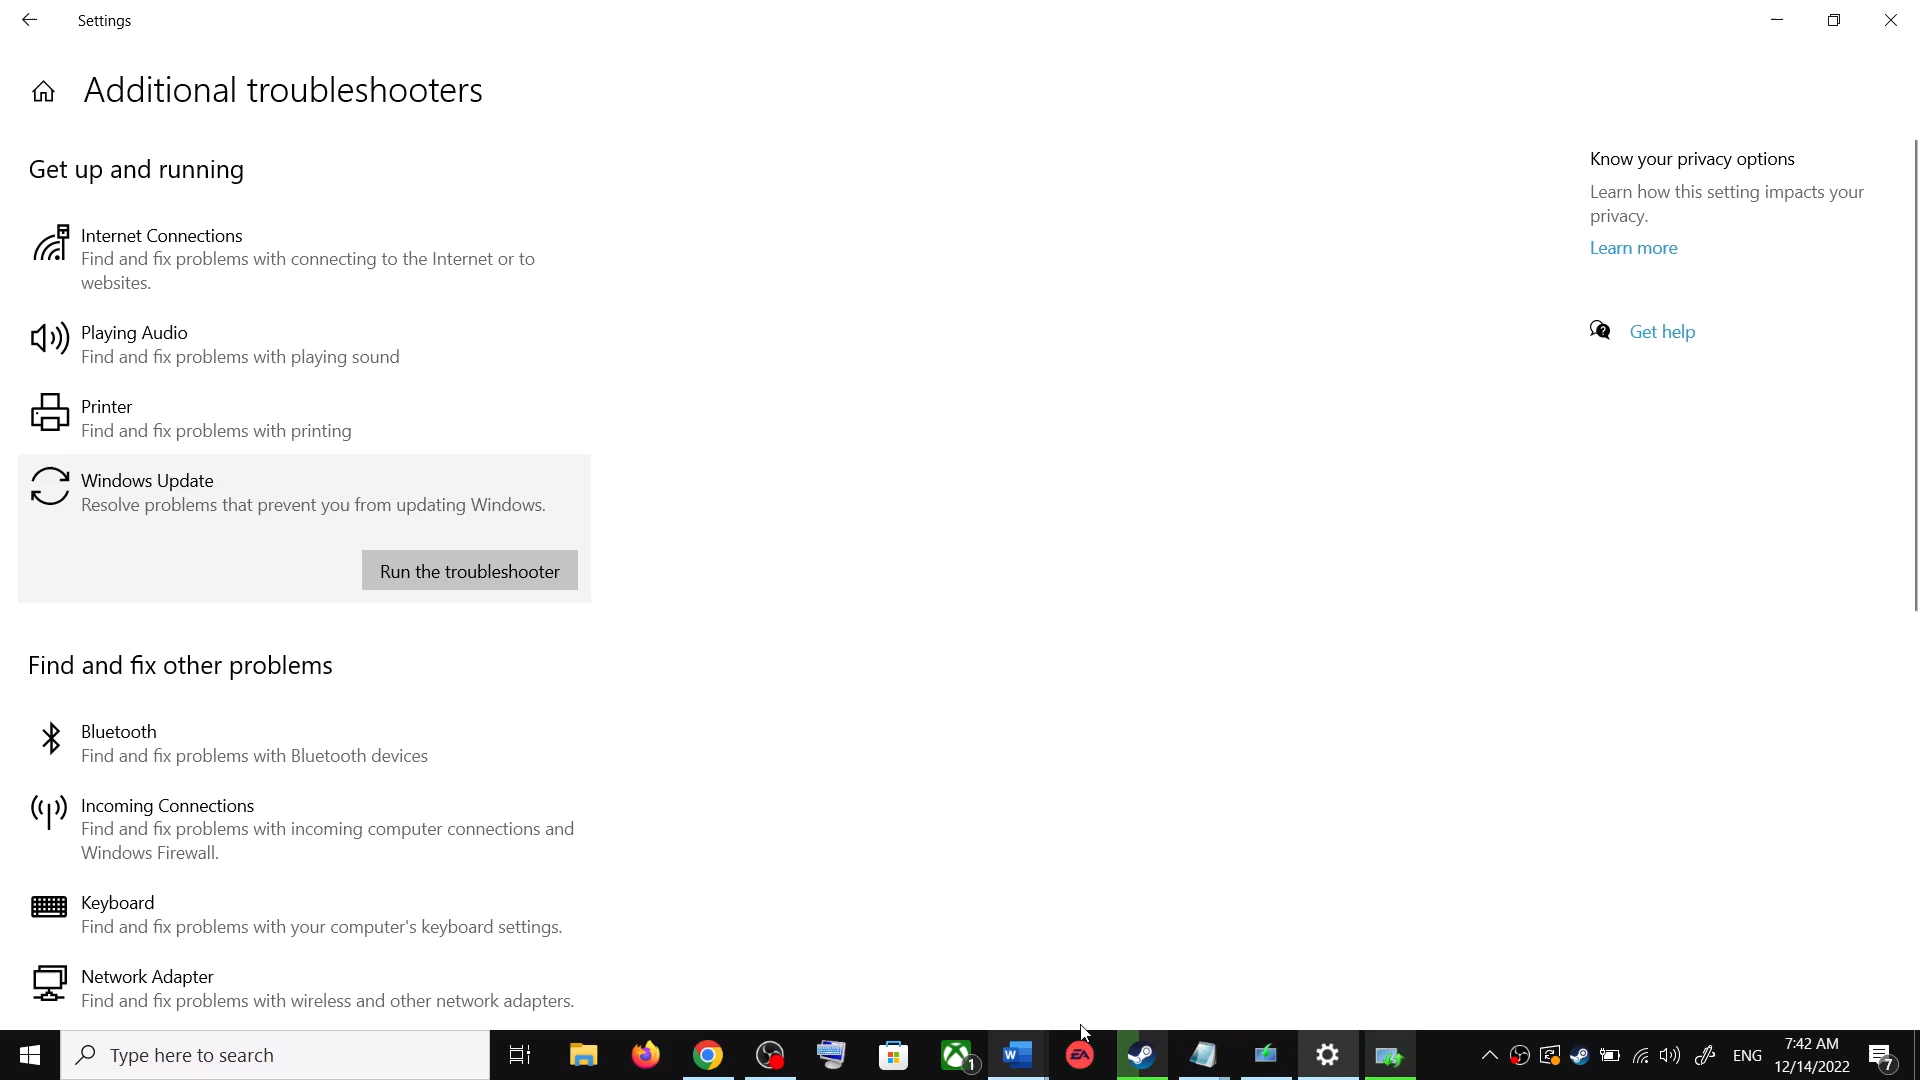 Settings
Additional troubleshooters
Get up and running
Internet Connections
Find and fix problems with connecting to the Internet or to
websites.
Playing Audio
Find and fix problems with playing sound
Printer
Find and fix problems with printing
Windows Update
Resolve problems that prevent you from updating Windows.
Run the troubleshooter
Find and fix other problems
Bluetooth
Find and fix problems with Bluetooth devices
Incoming Connections
Find and fix problems with incoming computer connections and
Windows Firewall.
Keyboard
Find and fix problems with your computer's keyboard settings.
Network Adapter
Find and fix problems with wireless and other network adapters.
Know your privacy options
Learn how this setting impacts your
privacy.
Learn more
Get help
Type here to search
1
W
EA
ENG
7:42 AM
12/14/2022
7